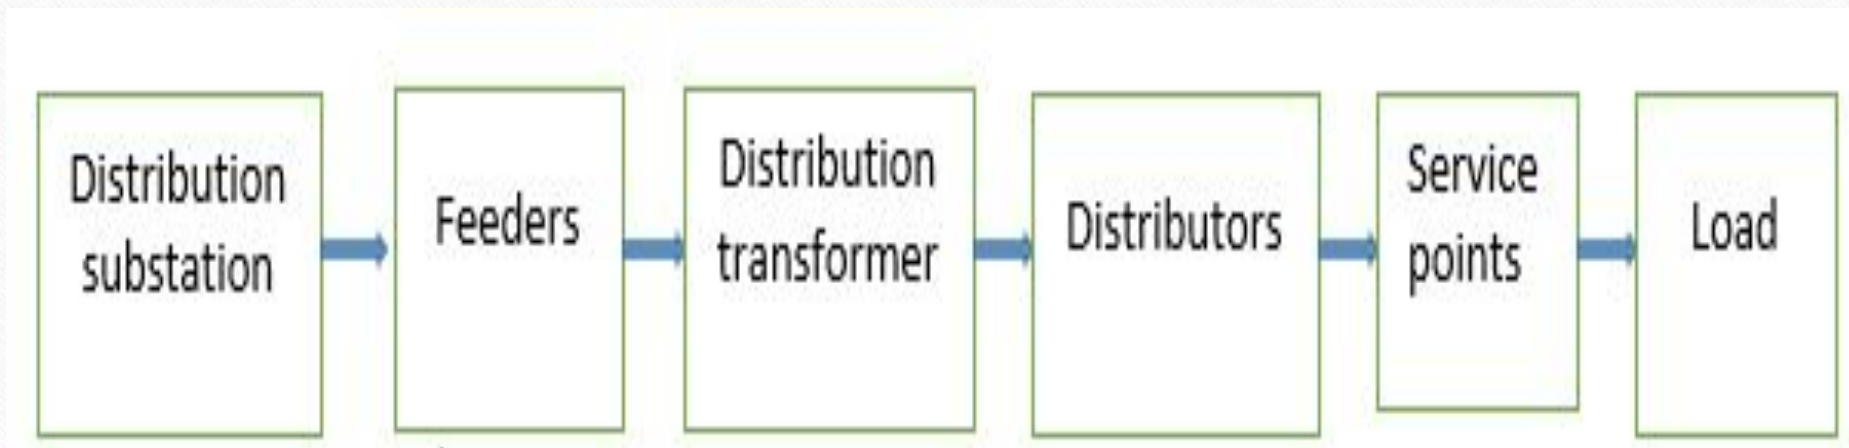 Distribution
substation
Feeders
Distribution
transformer
Distributors
Service
points
Load